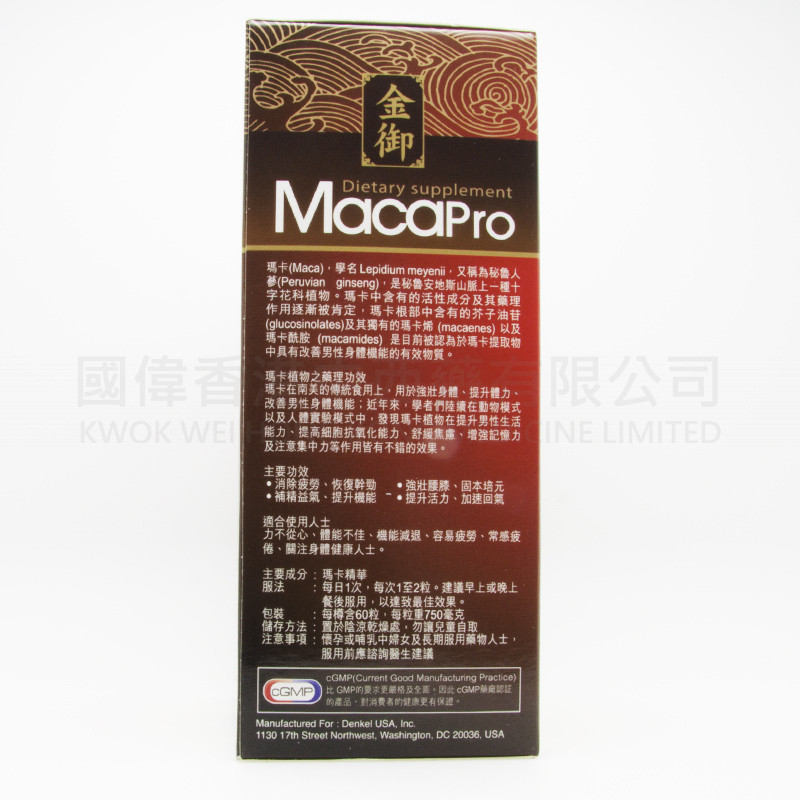 金御
Dietary supplement
MacaPro
瑪卡(Maca)，學名Lepidium meyenii，又稱為秘魯人
蔘(Peruvian ginseng)，是秘魯安地斯山脈上一種十
字花科植物。瑪卡中含有的活性成分及其藥理
作用逐漸被肯定，瑪卡根部中含有的芥子油苷
(glucosinolates)及其獨有的瑪卡烯 (macaenes) 以及
瑪卡酰胺 (macamides) 是目前被認為於瑪卡提取物
中具有改善男性身體機能的有效物質。
國偉香港
有限公司
瑪卡植物之藥理功效
瑪卡在南美的傳統食用上，用於強壯身體、提升體力、
改善男性身體機能；近年來，學者們陸續在動物模式
以及人體實驗模式中，發現瑪卡植物在提升男性生活
KWOK WEI CINE LIMITED
能力、提高細胞抗氧化能力、舒緩焦慮、增強記憶力
及注意集中力等作用皆有不錯的效果。
主要功效
•消除疲勞、恢復幹勁 •強壯腰膝、固本培元
•補精益氣、提升機能 •提升活力、加速回氣
適合使用人士
力不從心、體能不佳、機能減退、容易疲勞、常感疲
倦、關注身體健康人士。
主要成分：瑪卡精華
服法：每日1次，每次1至2粒。建議早上或晚上
餐後服用，以達致最佳效果。
包裝：每樽含60粒，每粒重750毫克
儲存方法：置於陰涼乾燥處，勿讓兒童自取
注意事項：懷孕或哺乳中婦女及長期服用藥物人士，
服用前應諮詢醫生建議
cGMP
cGMP(Current Good Manufacturing Practice)
比 GMP的要求更嚴格及全面。因此 cGMP藥廠認証
的產品，對消費者的健康更有保證。
Manufactured For : Denkel USA, Inc.
1130 17th Street Northwest, Washington, DC 20036, USA